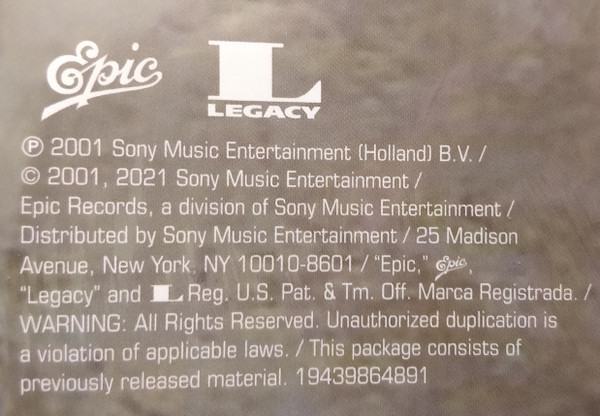 Epic L
LEGACY
℗ 2001 Sony Music Entertainment (Holland) B.V. /
© 2001, 2021 Sony Music Entertainment /
Epic Records, a division of Sony Music Entertainment /
Distributed by Sony Music Entertainment / 25 Madison
Avenue, New York, NY 10010-8601 / "Epic," Epic,
"Legacy" and L Reg. U.S. Pat. & Tm. Off. Marca Registrada. /
WARNING: All Rights Reserved. Unauthorized duplication is
a violation of applicable laws. / This package consists of
previously released material. 19439864891